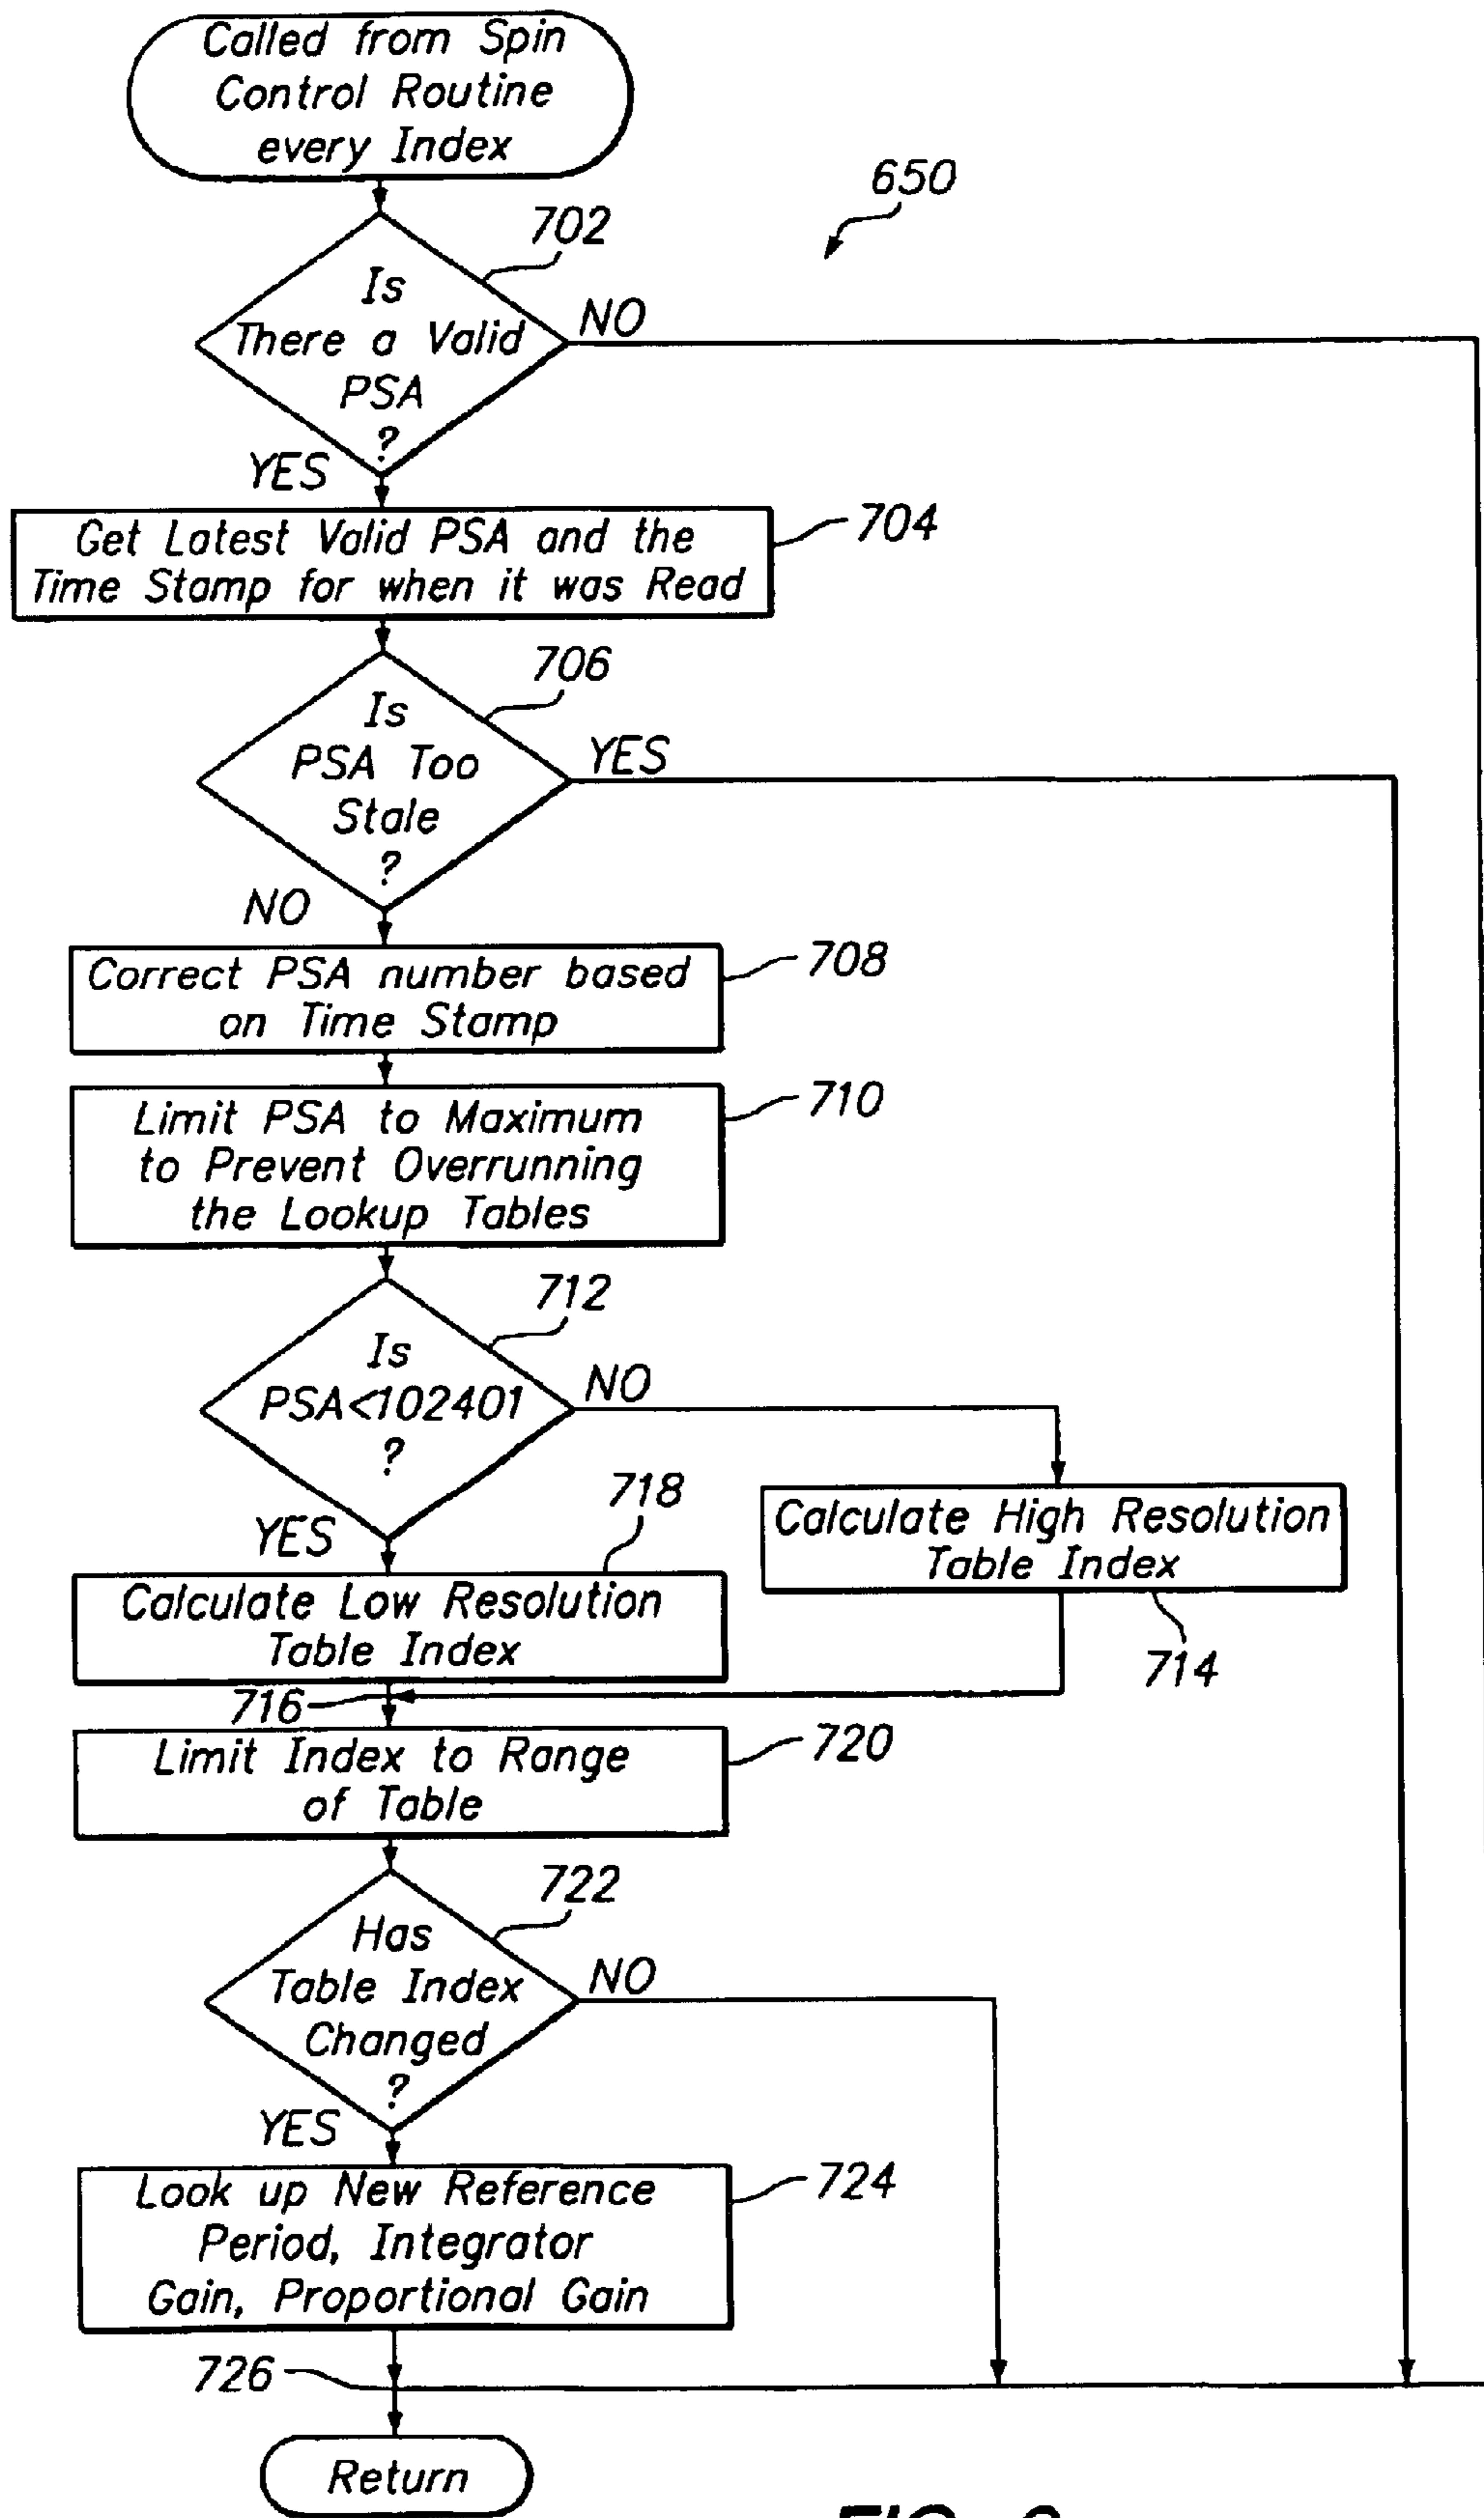 Called from Spin
Control Routine
every Index
650
702
Is
There a Valid
PSA
?
NO
YES
Get Latest Valid PSA and the
Time Stamp for when it was Read
704
706
Is
PSA Too
Stale
?
YES
NO
Correct PSA number based
on Time Stamp
708
Limit PSA to Maximum
to Prevent Overrunning
the Lookup Tables
710
712
Is
PSA<102401
?
NO
YES
718
Calculate High Resolution
Table Index
714
Calculate Low Resolution
Table Index
716
Limit Index to Range
of Table
720
722
Has
Table Index
Changed
?
NO
YES
Look up New Reference
Period, Integrator
Gain, Proportional Gain
724
726
Return